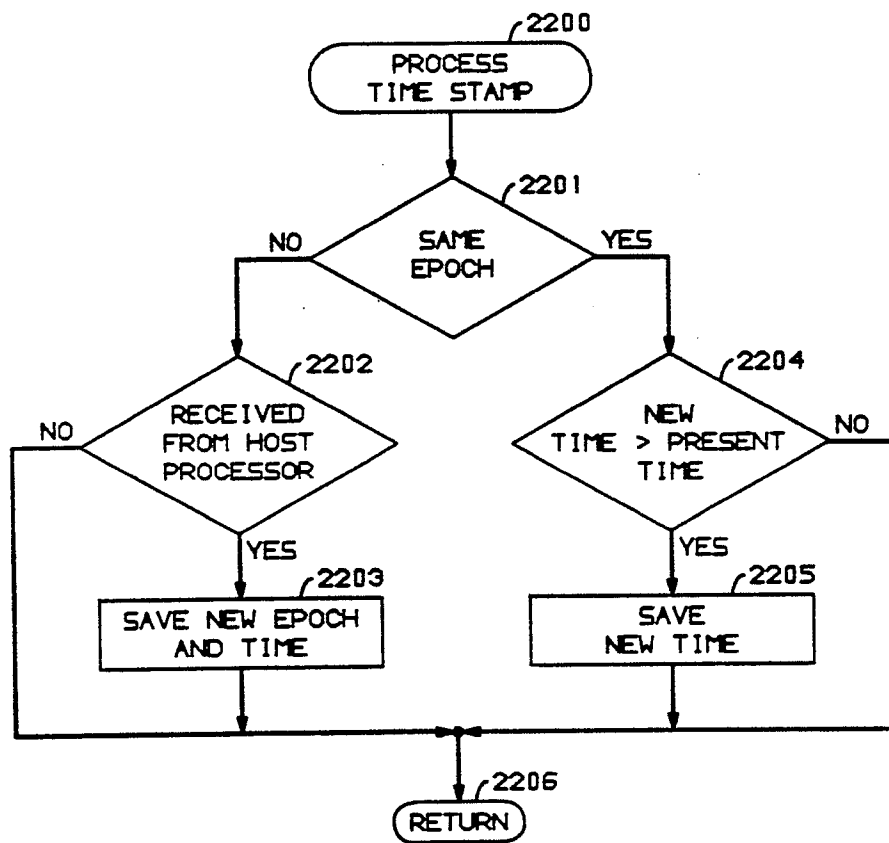 2200
PROCESS
TIME STAMP
2201
NO
SAME
EPOCH
YES
2202
NO
RECEIVED
FROM HOST
PROCESSOR
YES
2203
SAVE NEW EPOCH
AND TIME
2204
NEW
TIME > PRESENT
TIME
NO
YES
2205
SAVE
NEW TIME
2206
RETURN